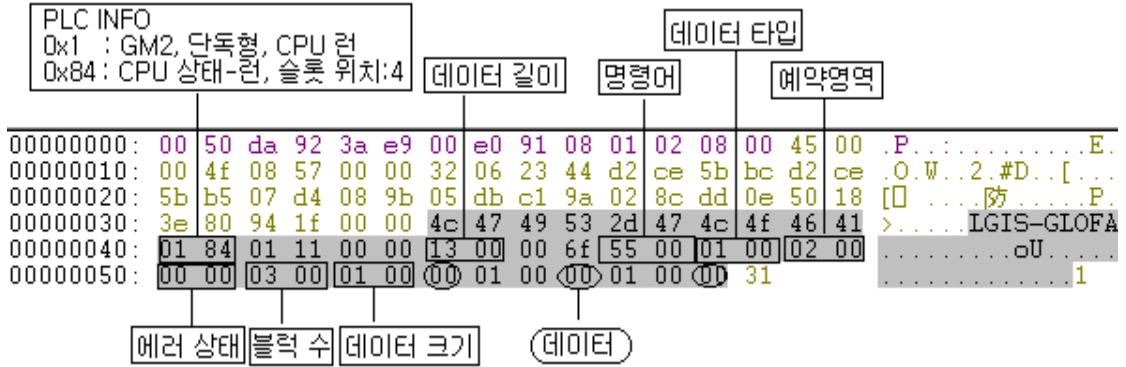 PLC INFO
0x1 : GM2, 단독형, CPU 런
0x84 : CPU 상태-런, 슬롯 위치:4
데이터 길이
명령어
데이터 타입
예약영역
00000000: 00 50 da 92 3a e9 00 e0 91 08 01 02 08 00 45 00 .P..:.........E.
00000010: 00 4f 08 57 00 00 32 06 23 44 d2 ce 5b bc d2 ce .O.W..2.#D..[...
00000020: 5b b5 07 d4 08 9b 05 db c1 9a 02 8c dd 0e 50 18 [ .... 防.....P.
00000030: 3e 80 94 1f 00 00 4c 47 49 53 2d 47 4c 4f 46 41 >.....LGIS-GLOFA
00000040: 01 84 01 11 00 00 13 00 00 6f 55 00 01 00 02 00 .........oU.....
00000050: 00 00 03 00 01 00 00 01 00 00 01 00 00 31 .............1
에러 상태
블럭 수
데이터 크기
데이터